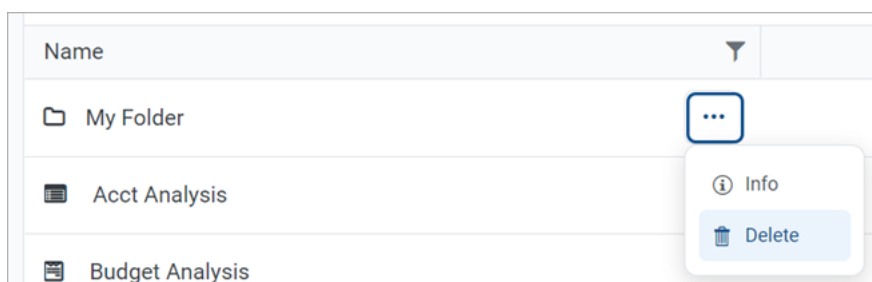 Name
My Folder
Acct Analysis
Info
Delete
Budget Analysis